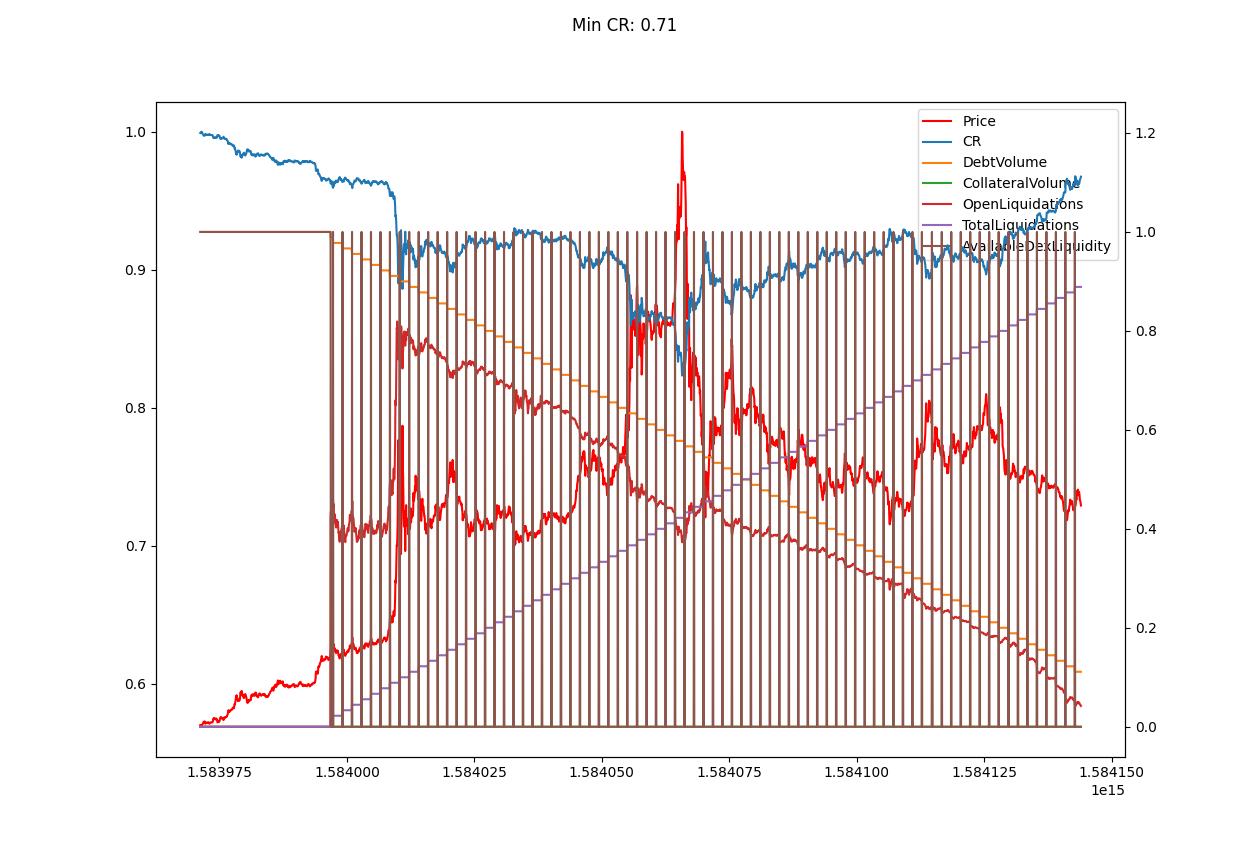 Min CR: 0.71
1.0
0.9
0.8
0.7
0.6
1.2
1.0
0.8
0.6
0.4
0.2
0.0
Price
CR
DebtVolume
CollateralVolume
OpenLiquidations
TotalLiquidations
AvailableDexLiquidity
1.583975 1.584000 1.584025 1.584050 1.584075 1.584100 1.584125 1.584150
1e15